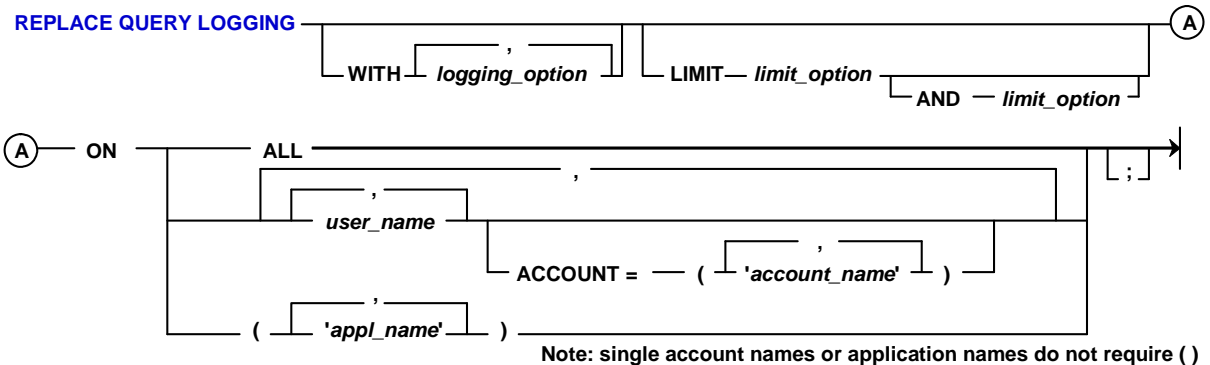 REPLACE QUERY LOGGING
,
WITH logging_option
LIMIT limit_option
AND limit_option
A
A ON ALL
;
,
,
user_name
ACCOUNT = ( 'account_name' )
,
( 'appl_name' )
,
Note: single account names or application names do not require ( )